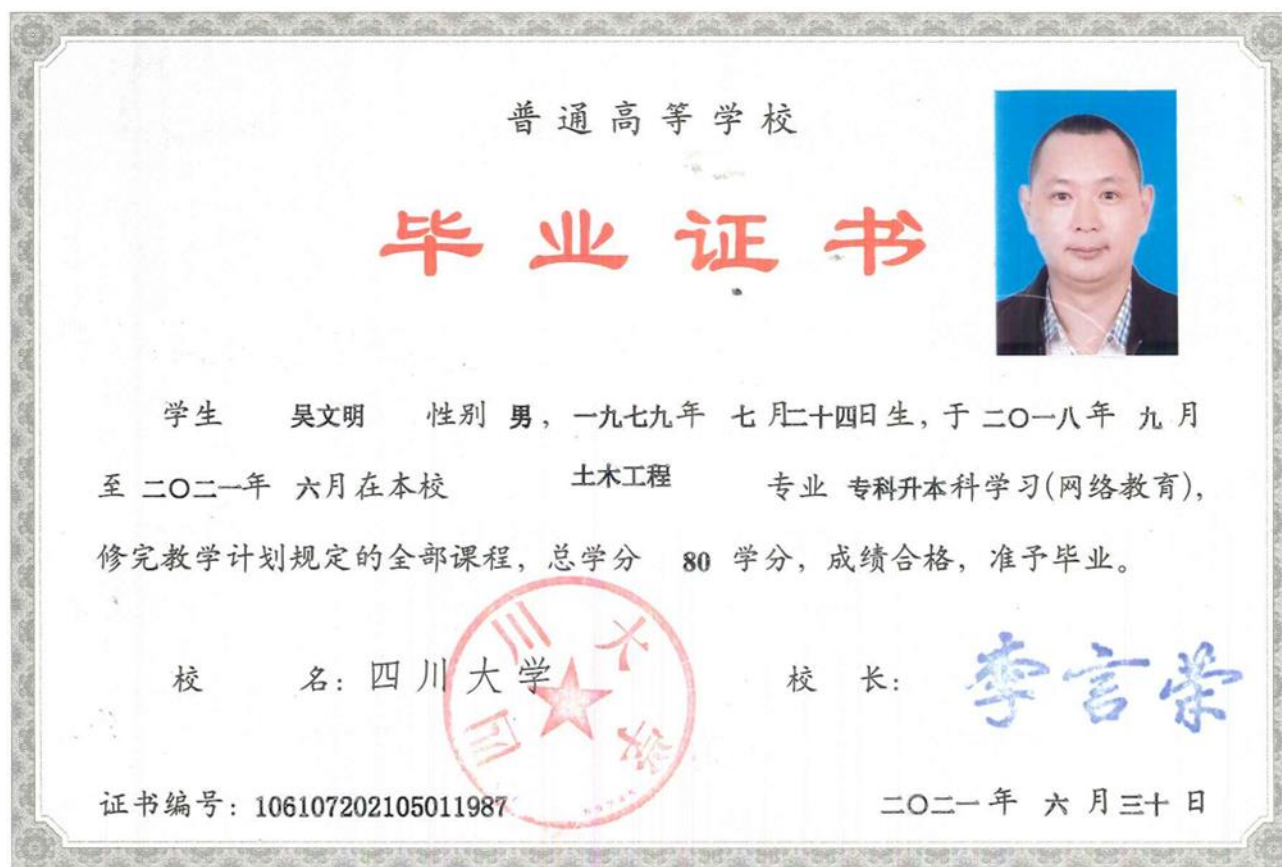 普通高等学校
毕业证书
学生 吴文明 性别 男，一九七九年 七月二十四日生，于二〇一八年 九月
至二〇二一年 六月在本校 土木工程 专业 专科升本科学习(网络教育)，
修完教学计划规定的全部课程，总学分 80 学分，成绩合格，准予毕业。
校 名：四川大学 校 长：李言荣
四川大学
证书编号：106107202105011987 二〇二一年 六月三十日